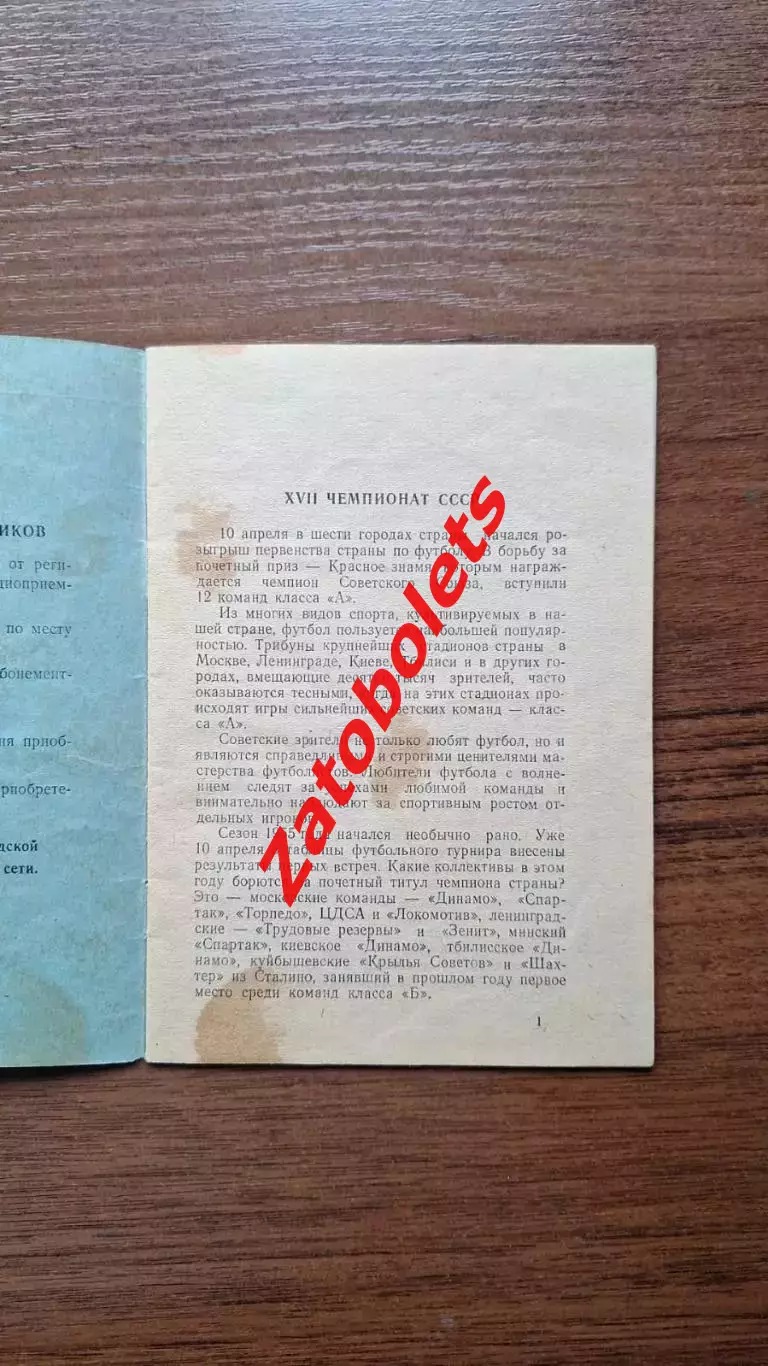 ИКОВ
от реги-
диоприем-
по месту
бонемент-
ия приоб-
риобрете-
дской
сети.
XVII ЧЕМПИОНАТ СССР
10 апреля в шести городах страны начался ро-
зыгрыш первенства страны по футболу. В борьбу за
почетный приз — Красное знамя, которым награж-
дается чемпион Советского Союза, вступили
12 команд класса «А».
Из многих видов спорта, культивируемых в на-
шей стране, футбол пользуется наибольшей популяр-
ностью. Трибуны крупнейших стадионов страны в
Москве, Ленинграде, Киеве, Тбилиси и в других го-
родах, вмещающие десятки тысяч зрителей, часто
оказываются тесными, когда на этих стадионах про-
исходят игры сильнейших советских команд — клас-
са «А».
Советские зрители не только любят футбол, но и
являются справедливыми и строгими ценителями ма-
стерства футболистов. Любители футбола с волне-
нием следят за успехами любимой команды и
внимательно наблюдают за спортивным ростом от-
дельных игроков.
Сезон 1955 года начался необычно рано. Уже
10 апреля в таблицы футбольного турнира внесены
результаты первых встреч. Какие коллективы в этом
году борются за почетный титул чемпиона страны?
Это — московские команды — «Динамо», «Спар-
так», «Торпедо», ЦДСА и «Локомотив», ленинград-
ские — «Трудовые резервы» и «Зенит», минский
«Спартак», киевское «Динамо», тбилисское «Ди-
намо», куйбышевские «Крылья Советов» и «Шах-
тер» из Сталино, занявший в прошлом году первое
место среди команд класса «Б».
1
Zatobolets